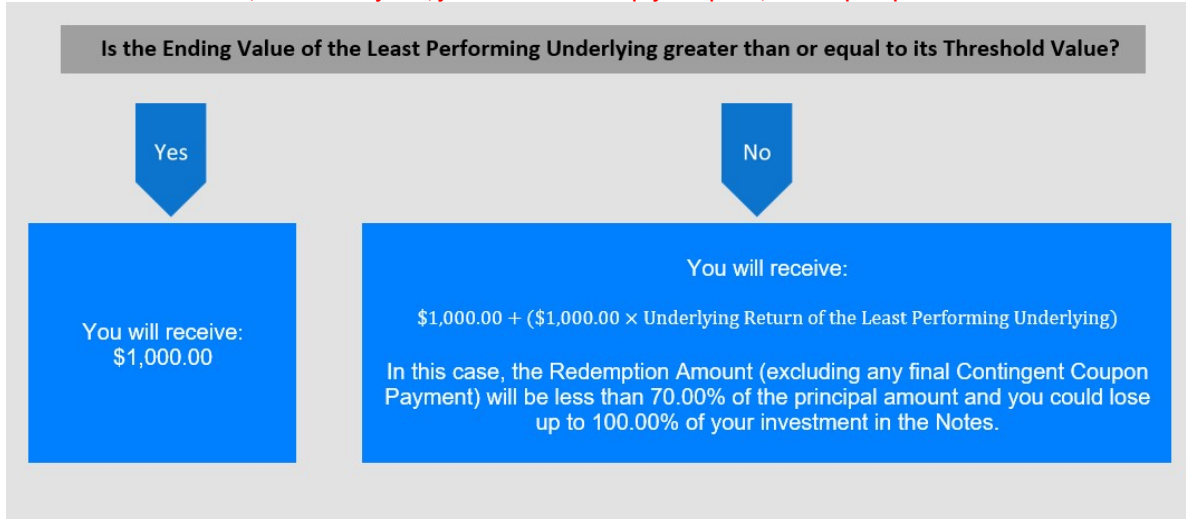 Is the Ending Value of the Least Performing Underlying greater than or equal to its Threshold Value?
Yes
No
You will receive:
$1,000.00
You will receive:
$1,000.00 + ($1,000.00 × Underlying Return of the Least Performing Underlying)
In this case, the Redemption Amount (excluding any final Contingent Coupon
Payment) will be less than 70.00% of the principal amount and you could lose
up to 100.00% of your investment in the Notes.